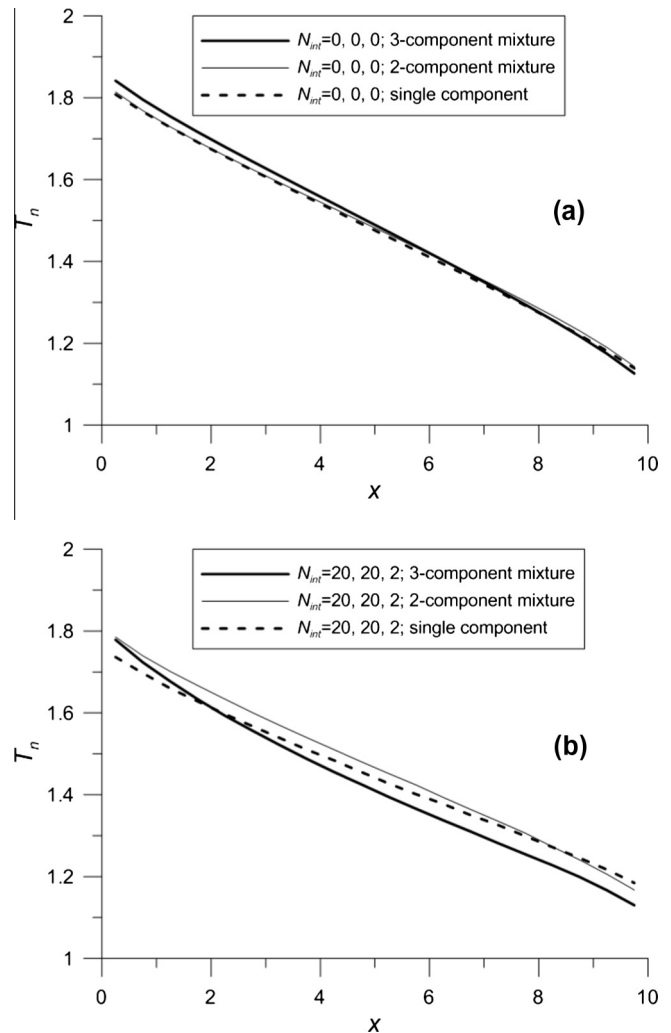 2
N_int=0, 0, 0; 3-component mixture
N_int=0, 0, 0; 2-component mixture
N_int=0, 0, 0; single component
1.8
1.6
T_n
(a)
1.4
1.2
1
0 2 4 6 8 10
x
2
N_int=20, 20, 2; 3-component mixture
N_int=20, 20, 2; 2-component mixture
N_int=20, 20, 2; single component
1.8
1.6
T_n
(b)
1.4
1.2
1
0 2 4 6 8 10
x